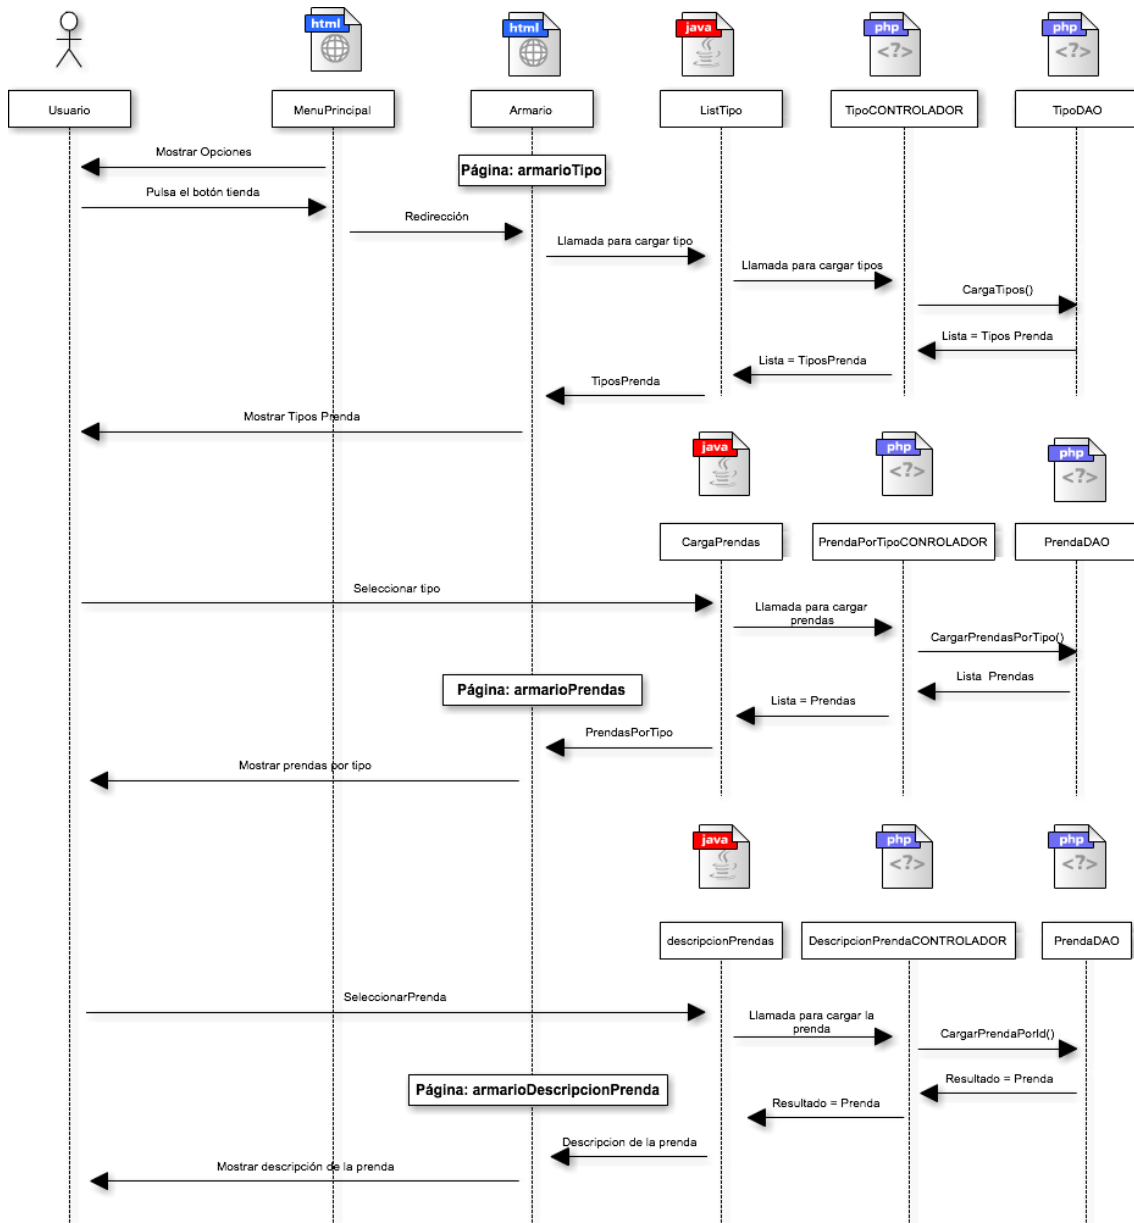 html
html
java
php
php
Usuario
MenuPrincipal
Armario
ListTipo
TipoCONTROLADOR
TipoDAO
Mostrar Opciones
Página: armarioTipo
Pulsa el botón tienda
Redirección
Llamada para cargar tipo
Llamada para cargar tipos
CargaTipos()
Lista = Tipos Prenda
Lista = TiposPrenda
TiposPrenda
Mostrar Tipos Prenda
java
php
php
CargaPrendas
PrendaPorTipoCONROLADOR
PrendaDAO
Seleccionar tipo
Llamada para cargar
prendas
CargarPrendasPorTipo()
Lista Prendas
Página: armarioPrendas
Lista = Prendas
PrendasPorTipo
Mostrar prendas por tipo
java
php
php
descripcionPrendas
DescripcionPrendaCONTROLADOR
PrendaDAO
SeleccionarPrenda
Llamada para cargar la
prenda
CargarPrendaPorId()
Resultado = Prenda
Página: armarioDescripcionPrenda
Resultado = Prenda
Descripcion de la prenda
Mostrar descripción de la prenda